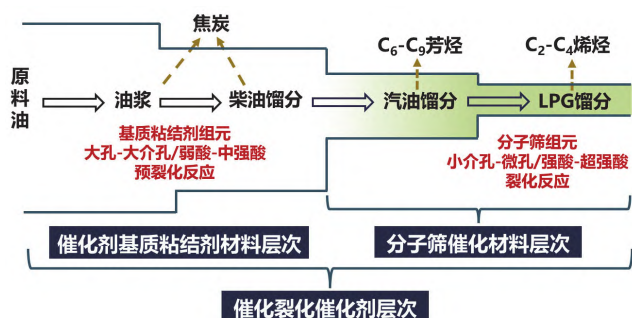 焦炭
C₆-C₉芳烃
C₂-C₄烯烃
原料油
油浆
柴油馏分
汽油馏分
LPG馏分
基质粘结剂组元
大孔-大介孔/弱酸-中强酸
预裂化反应
分子筛组元
小介孔-微孔/强酸-超强酸
裂化反应
催化剂基质粘结剂材料层次
分子筛催化材料层次
催化裂化催化剂层次